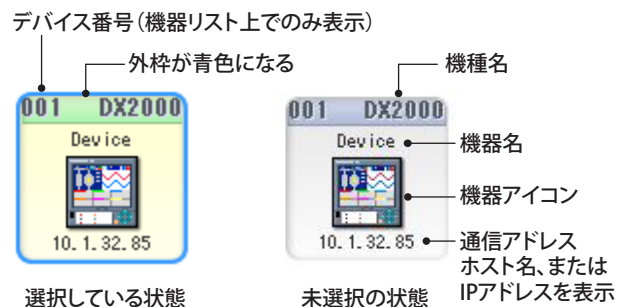 デバイス番号（機器リスト上でのみ表示）
外枠が青色になる
機種名
001 DX2000
Device
10.1.32.85
選択している状態
001 DX2000
Device
10.1.32.85
未選択の状態
機器名
機器アイコン
通信アドレス
ホスト名、または
IPアドレスを表示